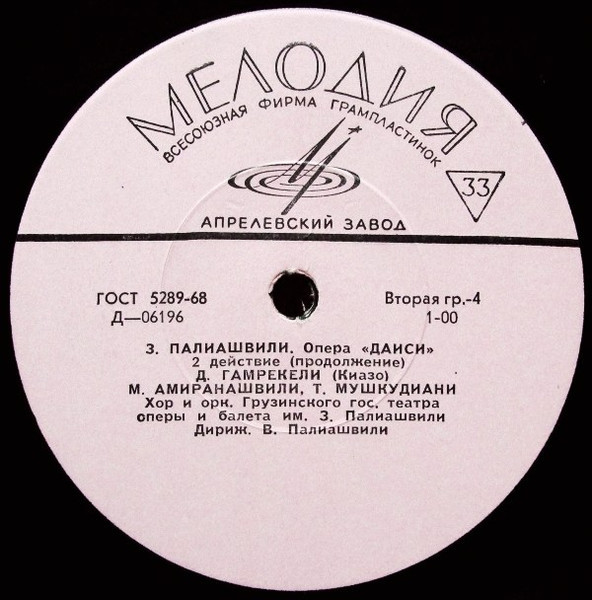 МЕЛОДИЯ
ВСЕСОЮЗНАЯ ФИРМА ГРАМПЛАСТИНОК
33
АПРЕЛЕВСКИЙ ЗАВОД
ГОСТ 5289-68 Вторая гр.-4
Д—06196 1-00
З. ПАЛИАШВИЛИ. Опера «ДАИСИ»
2 действие (продолжение)
Д. ГАМРЕКЕЛИ (Киазо)
М. АМИРАНАШВИЛИ, Т. МУШКУДИАНИ
Хор и орк. Грузинского гос. театра
оперы и балета им. З. Палиашвили
Дириж. В. Палиашвили